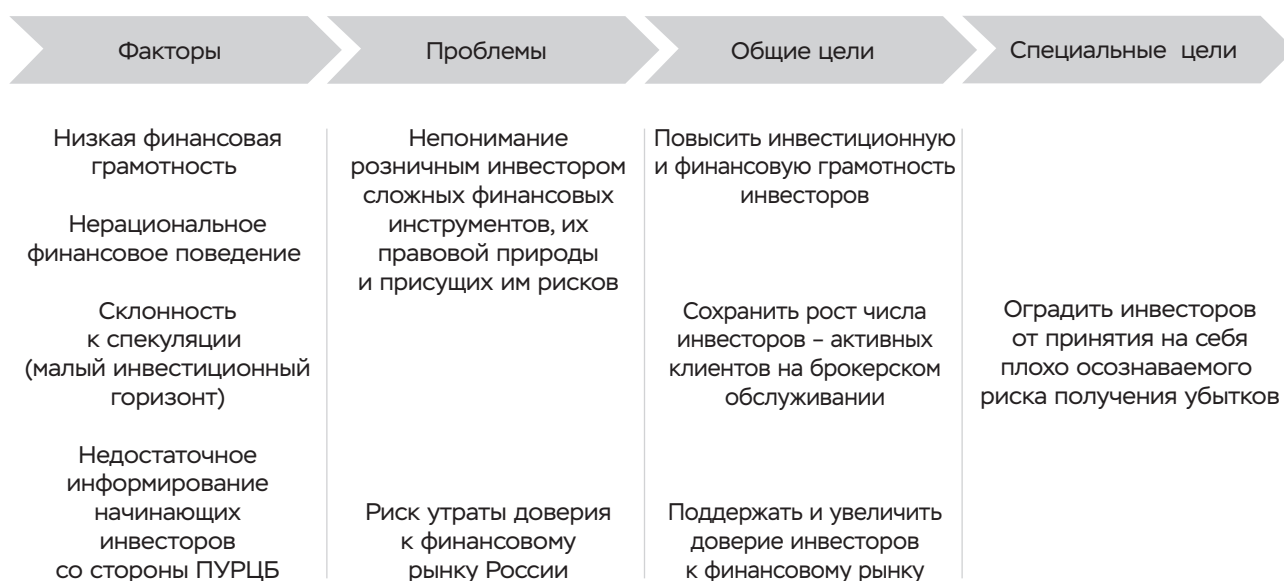 Факторы
Проблемы
Общие цели
Специальные цели
Низкая финансовая
грамотность
Нерациональное
финансовое поведение
Склонность
к спекуляции
(малый инвестиционный
горизонт)
Недостаточное
информирование
начинающих
инвесторов
со стороны ПУРЦБ
Непонимание
розничным инвестором
сложных финансовых
инструментов, их
правовой природы
и присущих им рисков
Риск утраты доверия
к финансовому
рынку России
Повысить инвестиционную
и финансовую грамотность
инвесторов
Сохранить рост числа
инвесторов – активных
клиентов на брокерском
обслуживании
Поддержать и увеличить
доверие инвесторов
к финансовому рынку
Оградить инвесторов
от принятия на себя
плохо осознаваемого
риска получения убытков